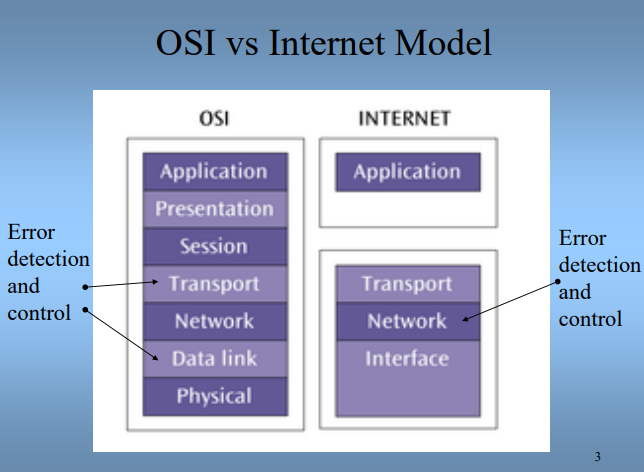 OSI vs Internet Model
OSI
Application
Presentation
Session
Transport
Network
Data link
Physical
INTERNET
Application
Transport
Network
Interface
Error
detection
and
control
Error
detection
and
control
3